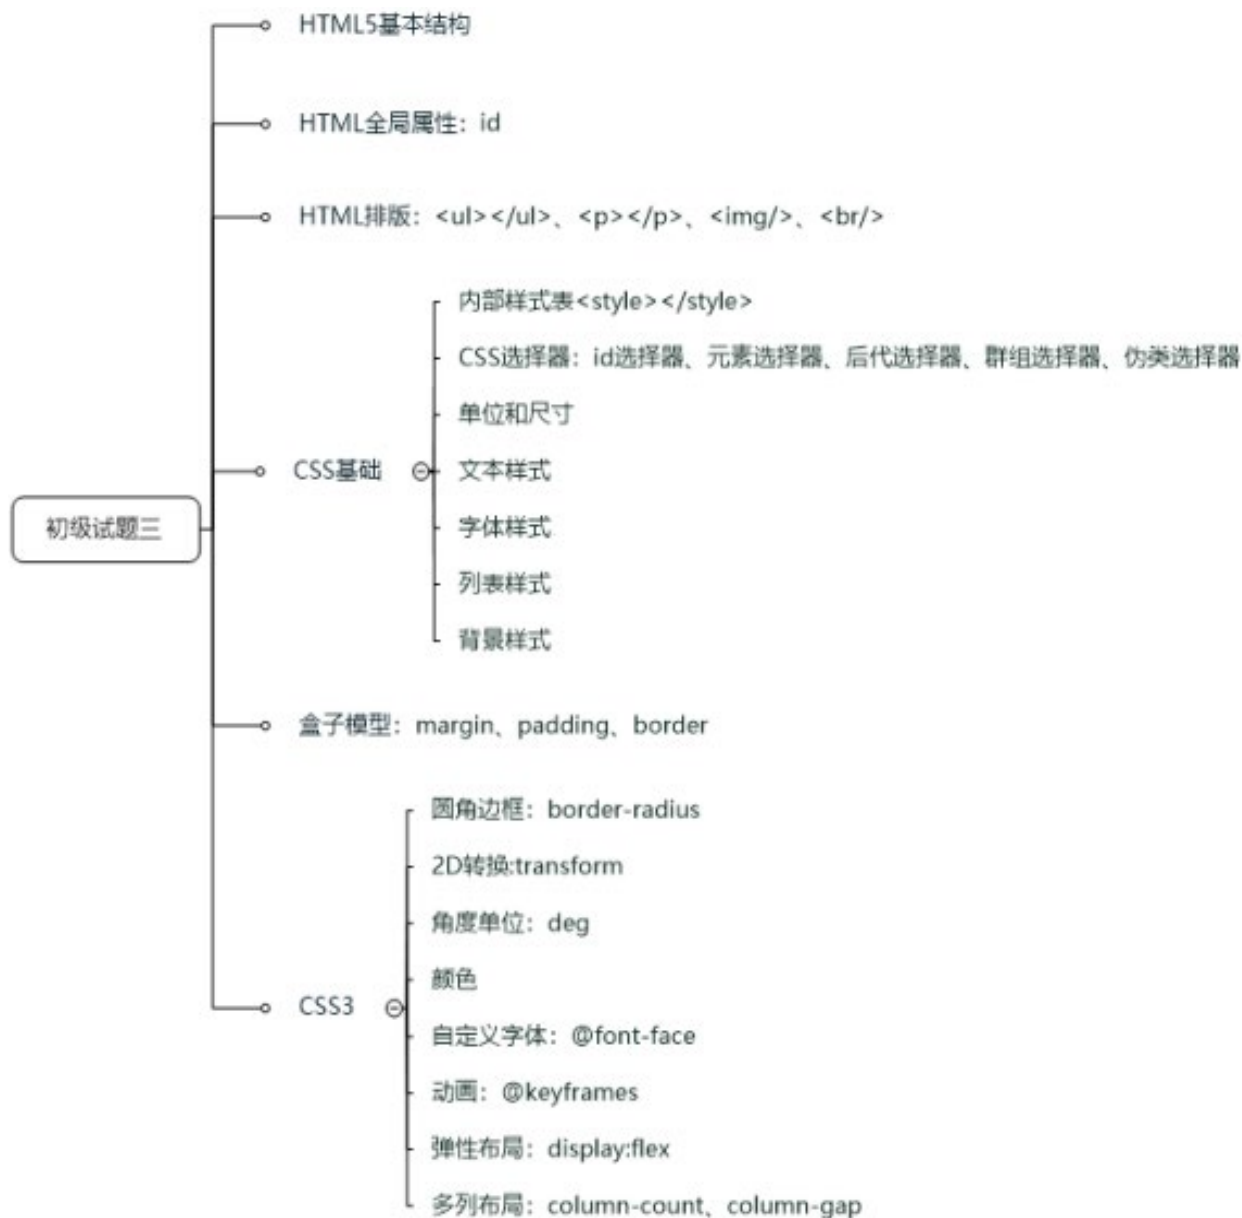 HTML5基本结构
HTML全局属性：id
HTML排版：<ul></ul>、<p></p>、<img/>、<br/>
内部样式表<style></style>
CSS选择器：id选择器、元素选择器、后代选择器、群组选择器、伪类选择器
单位和尺寸
CSS基础
文本样式
初级试题三
字体样式
列表样式
背景样式
盒子模型：margin、padding、border
圆角边框：border-radius
2D转换:transform
角度单位：deg
颜色
CSS3
自定义字体：@font-face
动画：@keyframes
弹性布局：display:flex
多列布局：column-count、column-gap